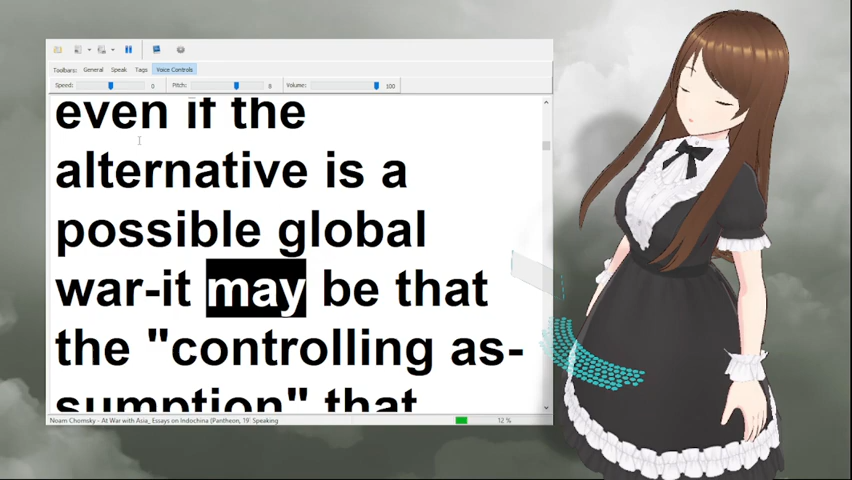 Toolbars: General Speak Tags Voice Controls
Speed: 0 Pitch: 8 Volume: 100
even if the
alternative is a
possible global
war-it may be that
the "controlling as-
sumption" that
Noam Chomsky - At War with Asia_ Essays on Indochina (Pantheon, 19 Speaking 12 %